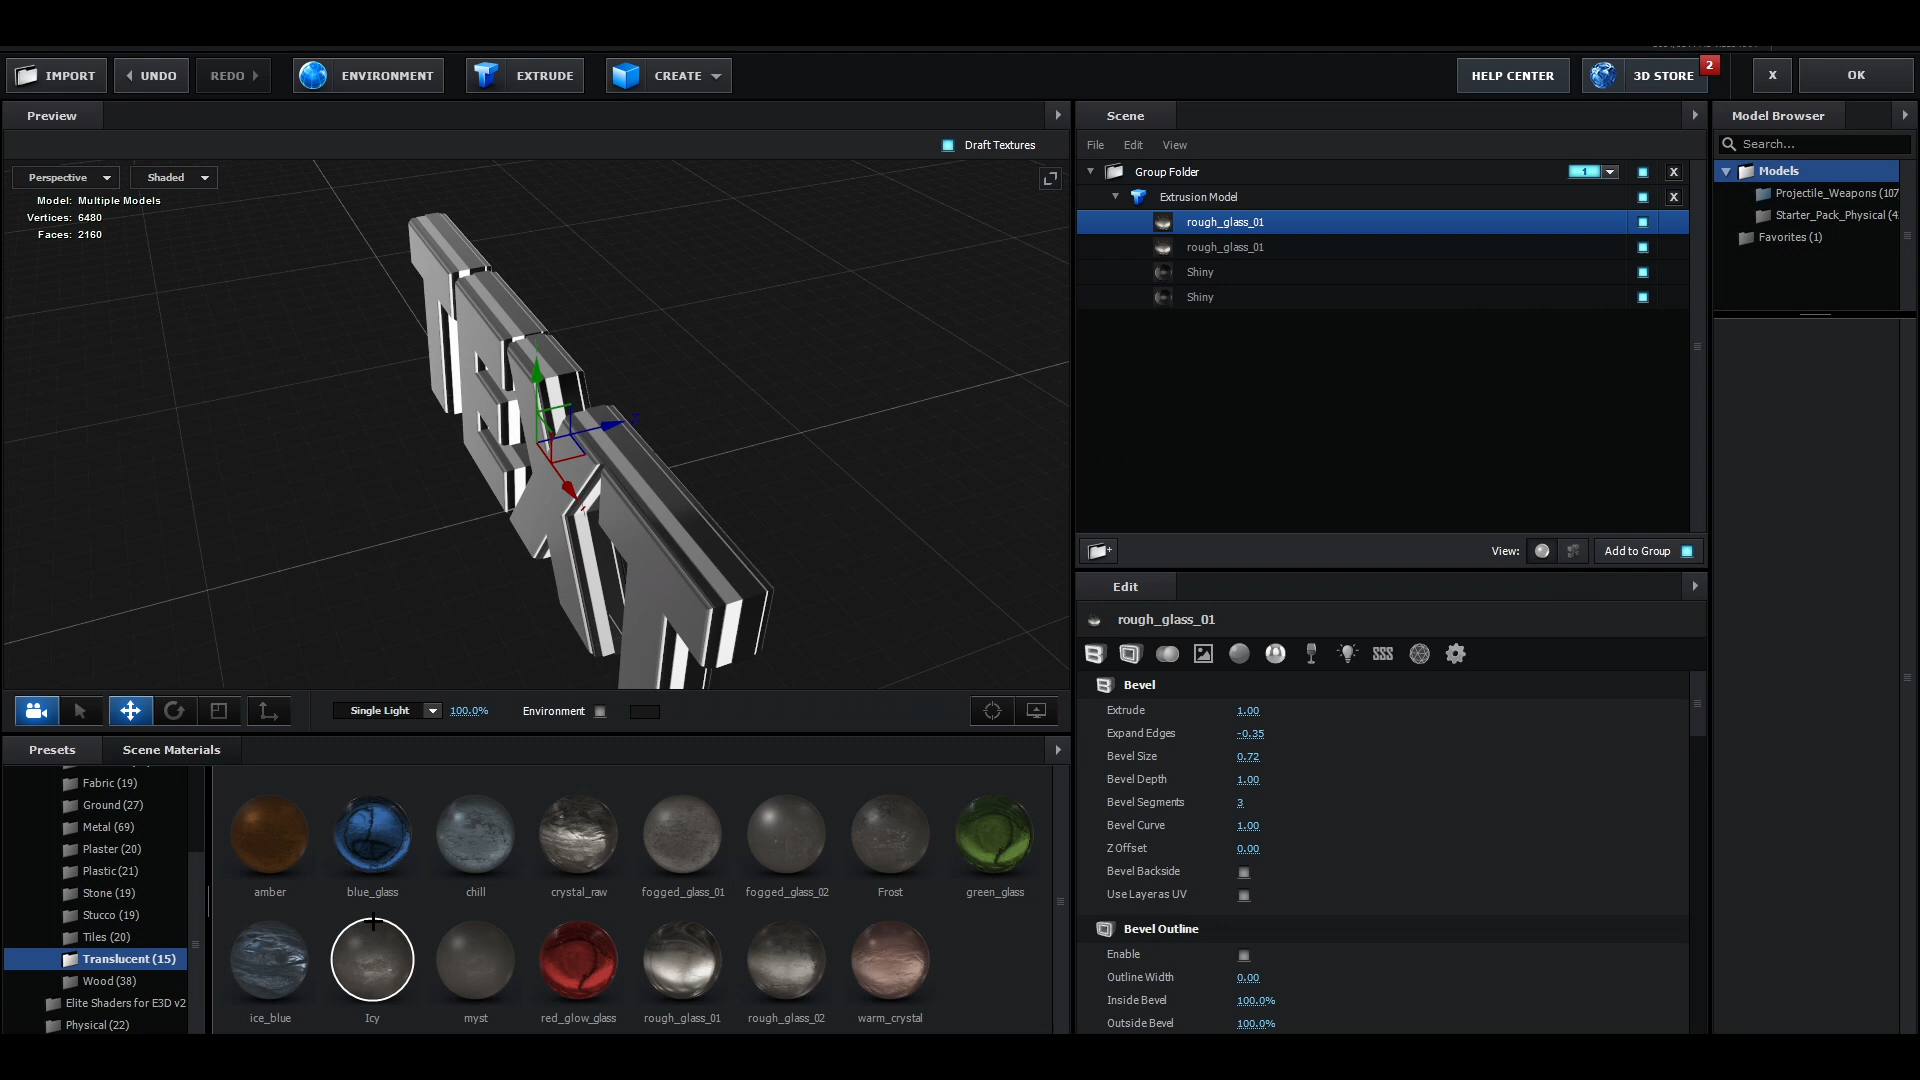 IMPORT
UNDO
REDO
ENVIRONMENT
EXTRUDE
CREATE
HELP CENTER
3D STORE
2
X
OK
Preview
Draft Textures
Perspective
Shaded
Model: Multiple Models
Vertices: 6480
Faces: 2160
TEXT
Z
Single Light
100.0%
Environment
Presets
Scene Materials
Fabric (19)
Ground (27)
Metal (69)
Plaster (20)
Plastic (21)
Stone (19)
Stucco (19)
Tiles (20)
Translucent (15)
Wood (38)
Elite Shaders for E3D v2
Physical (22)
amber
blue_glass
chill
crystal_raw
fogged_glass_01
fogged_glass_02
Frost
green_glass
ice_blue
Icy
myst
red_glow_glass
rough_glass_01
rough_glass_02
warm_crystal
Scene
File
Edit
View
Group Folder
1
X
Extrusion Model
X
rough_glass_01
rough_glass_01
Shiny
Shiny
View:
Add to Group
Edit
rough_glass_01
Bevel
Extrude 1.00
Expand Edges -0.35
Bevel Size 0.72
Bevel Depth 1.00
Bevel Segments 3
Bevel Curve 1.00
Z Offset 0.00
Bevel Backside
Use Layer as UV
Bevel Outline
Enable
Outline Width 0.00
Inside Bevel 100.0%
Outside Bevel 100.0%
Model Browser
Search...
Models
Projectile_Weapons (107
Starter_Pack_Physical (4
Favorites (1)